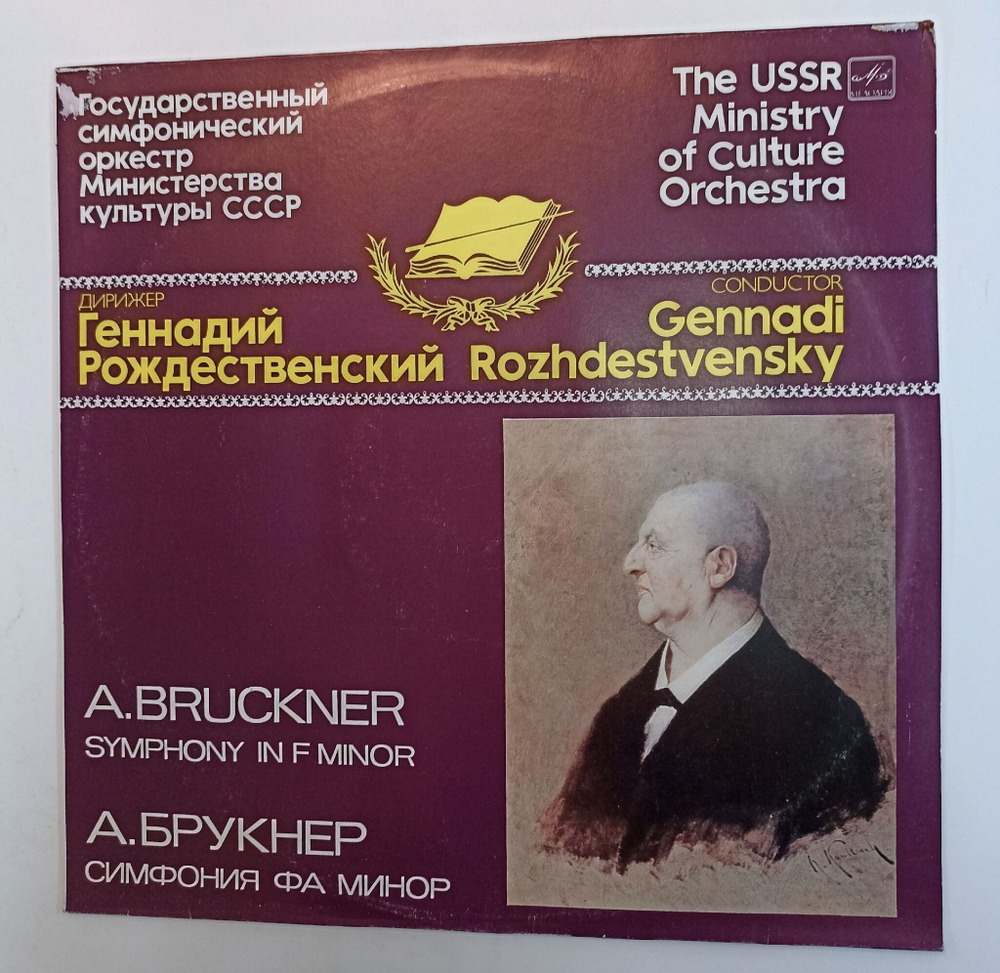 Государственный
симфонический
оркестр
Министерства
культуры СССР
The USSR
Ministry
of Culture
Orchestra
МЕЛОДИЯ
ДИРИЖЕР
Геннадий
Рождественский
CONDUCTOR
Gennadi
Rozhdestvensky
A.BRUCKNER
SYMPHONY IN F MINOR
А.БРУКНЕР
СИМФОНИЯ ФА МИНОР